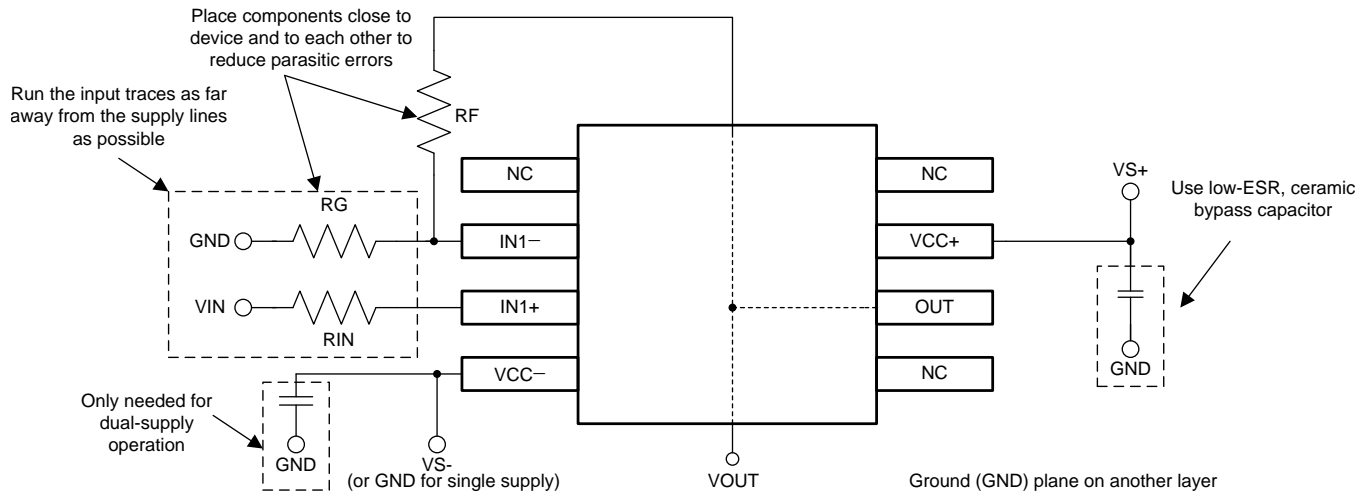 Place components close to
device and to each other to
reduce parasitic errors
Run the input traces as far
away from the supply lines
as possible
RF
NC
NC
VS+
Use low-ESR, ceramic
bypass capacitor
RG
GND
IN1−
VCC+
VIN
IN1+
OUT
RIN
GND
VCC−
NC
Only needed for
dual-supply
operation
GND
VS-
(or GND for single supply)
VOUT
Ground (GND) plane on another layer